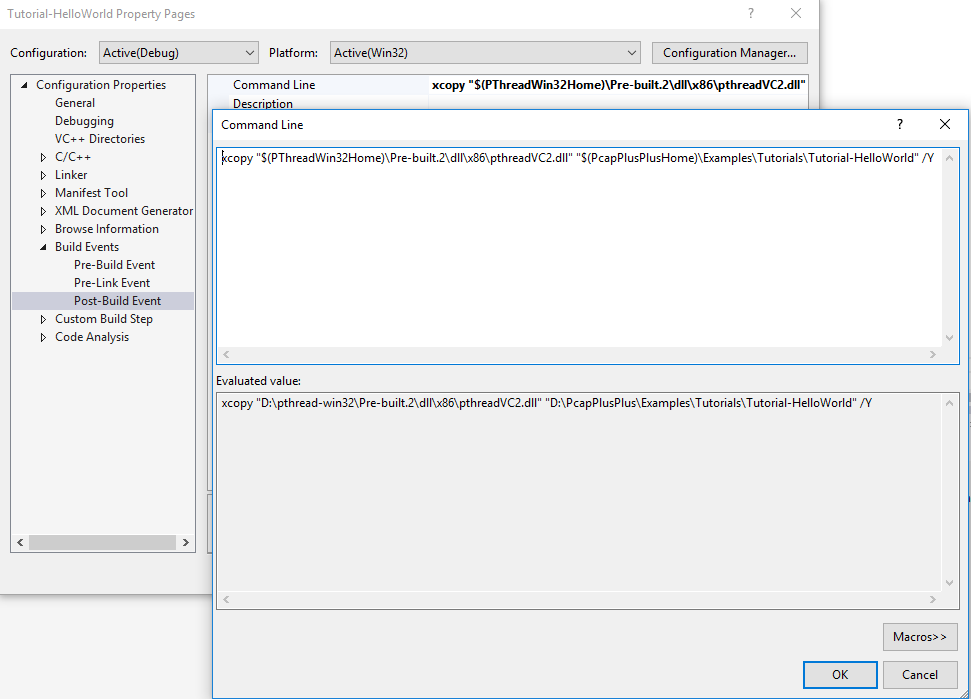 Tutorial-HelloWorld Property Pages
Configuration: Active(Debug) Platform: Active(Win32) Configuration Manager...
Configuration Properties
General
Debugging
VC++ Directories
C/C++
Linker
Manifest Tool
XML Document Generator
Browse Information
Build Events
Pre-Build Event
Pre-Link Event
Post-Build Event
Custom Build Step
Code Analysis
Command Line xcopy "$(PThreadWin32Home)\Pre-built.2\dll\x86\pthreadVC2.dll"
Description
Command Line
xcopy "$(PThreadWin32Home)\Pre-built.2\dll\x86\pthreadVC2.dll" "$(PcapPlusPlusHome)\Examples\Tutorials\Tutorial-HelloWorld" /Y
Evaluated value:
xcopy "D:\pthread-win32\Pre-built.2\dll\x86\pthreadVC2.dll" "D:\PcapPlusPlus\Examples\Tutorials\Tutorial-HelloWorld" /Y
Macros>>
OK Cancel